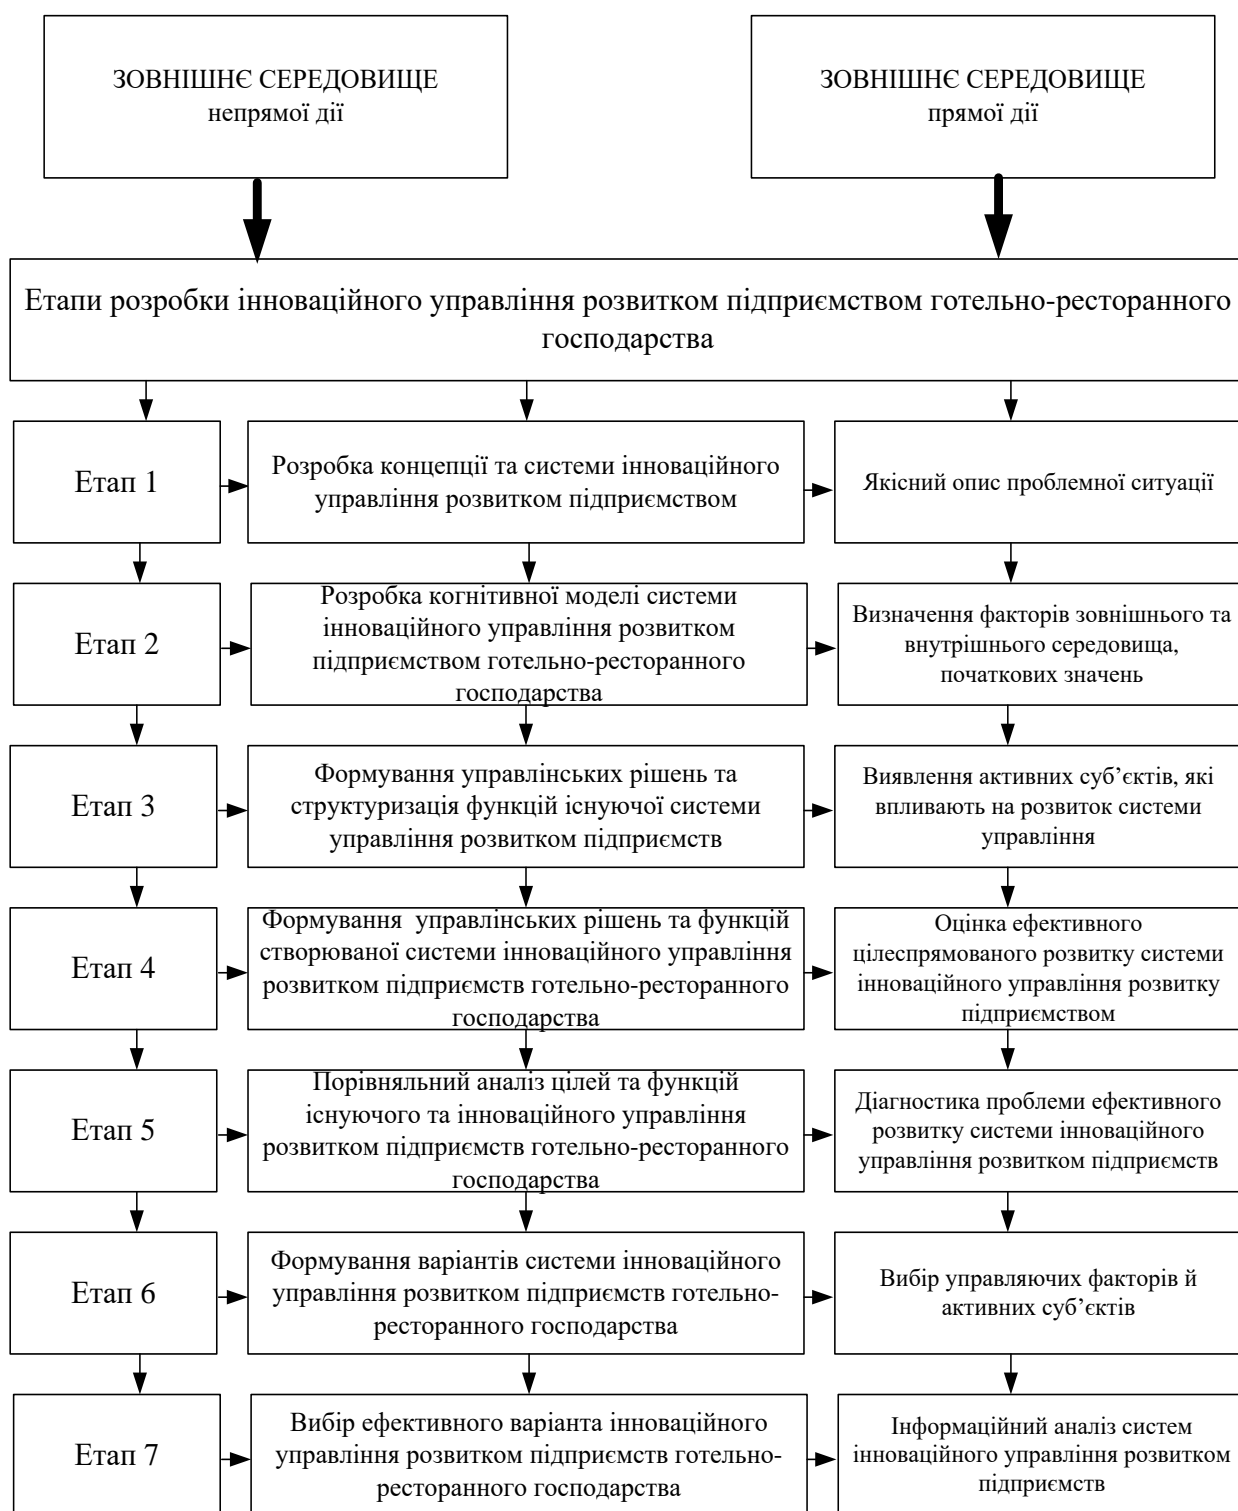 ЗОВНІШНЄ СЕРЕДОВИЩЕ
непрямої дії
ЗОВНІШНЄ СЕРЕДОВИЩЕ
прямої дії
Етапи розробки інноваційного управління розвитком підприємством готельно-ресторанного
господарства
Етап 1
Розробка концепції та системи інноваційного
управління розвитком підприємством
Якісний опис проблемної ситуації
Етап 2
Розробка когнітивної моделі системи
інноваційного управління розвитком
підприємством готельно-ресторанного
господарства
Визначення факторів зовнішнього та
внутрішнього середовища,
початкових значень
Етап 3
Формування управлінських рішень та
структуризація функцій існуючої системи
управління розвитком підприємств
Виявлення активних суб’єктів, які
впливають на розвиток системи
управління
Етап 4
Формування управлінських рішень та функцій
створюваної системи інноваційного управління
розвитком підприємств готельно-ресторанного
господарства
Оцінка ефективного
цілеспрямованого розвитку системи
інноваційного управління розвитку
підприємством
Етап 5
Порівняльний аналіз цілей та функцій
існуючого та інноваційного управління
розвитком підприємств готельно-ресторанного
господарства
Діагностика проблеми ефективного
розвитку системи інноваційного
управління розвитком підприємств
Етап 6
Формування варіантів системи інноваційного
управління розвитком підприємств готельно-
ресторанного господарства
Вибір управляючих факторів й
активних суб’єктів
Етап 7
Вибір ефективного варіанта інноваційного
управління розвитком підприємств готельно-
ресторанного господарства
Інформаційний аналіз систем
інноваційного управління розвитком
підприємств